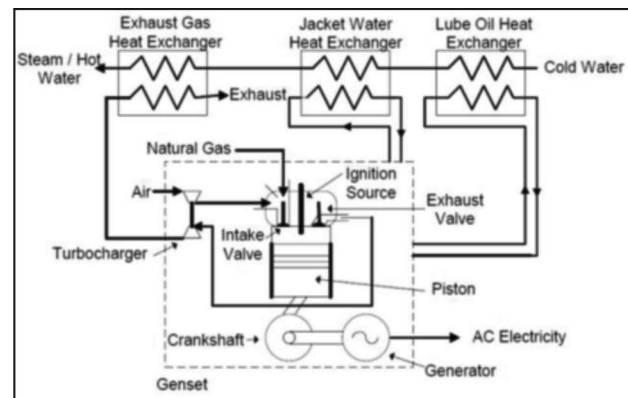 Exhaust Gas
Heat Exchanger
Jacket Water
Heat Exchanger
Lube Oil Heat
Exchanger
Steam / Hot
Water
Cold Water
Exhaust
Natural Gas
Ignition
Source
Air
Exhaust
Valve
Intake
Valve
Turbocharger
Piston
Crankshaft
AC Electricity
Generator
Genset